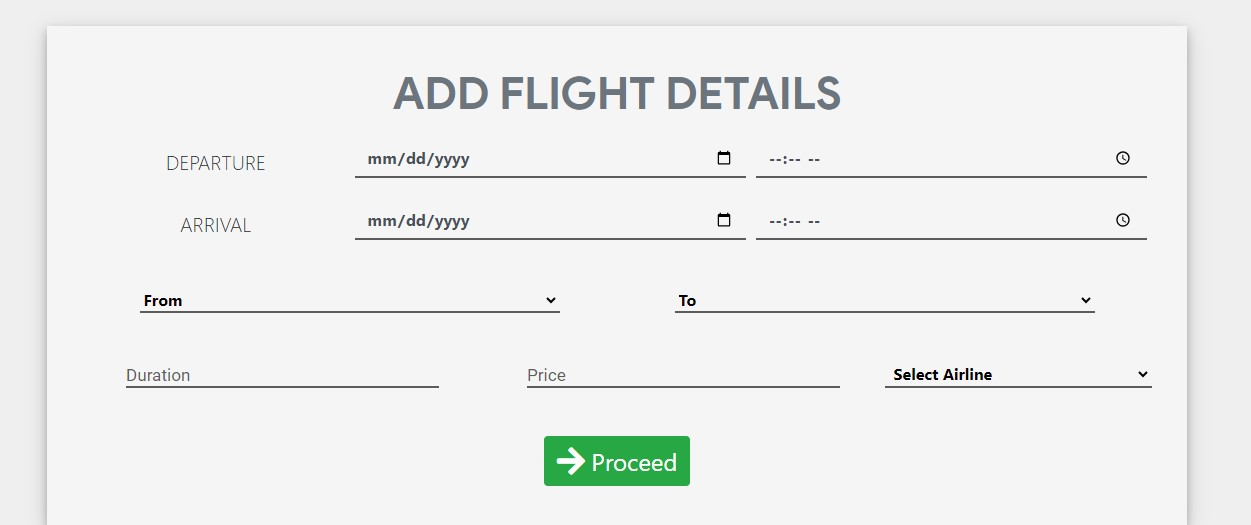 ADD FLIGHT DETAILS
DEPARTURE mm/dd/yyyy --:-- --
ARRIVAL mm/dd/yyyy --:-- --
From To
Duration Price Select Airline
Proceed